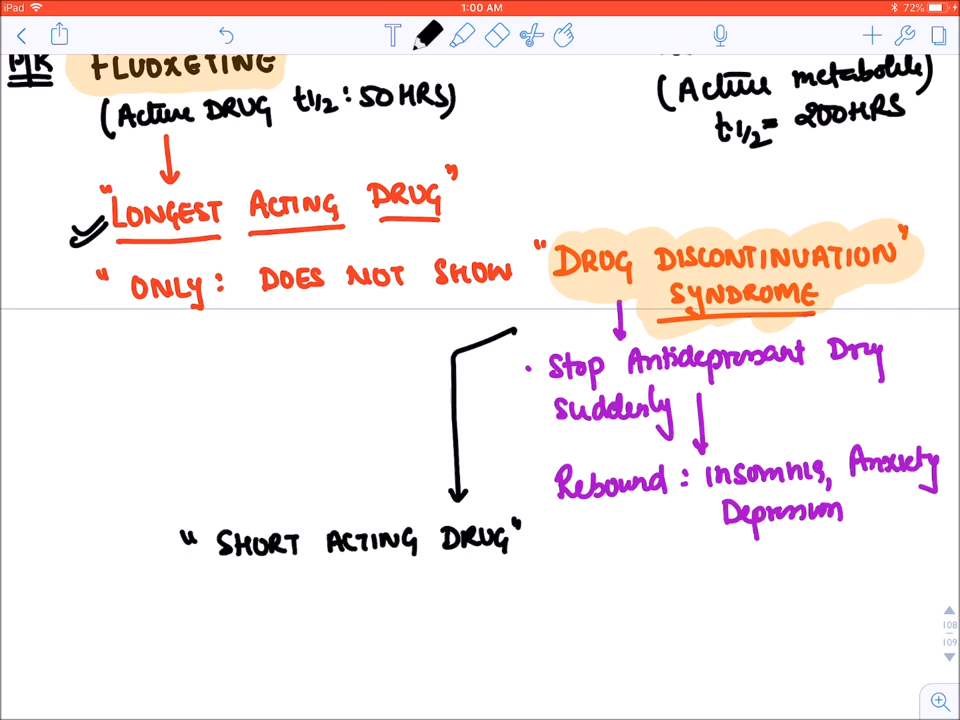 iPad
1:00 AM
72%
T
P/K FLUOXETINE
(Active DRUG t1/2 : 50 HRS)
(Active metabolite)
t1/2 = 200 HRS
"LONGEST ACTING DRUG"
" ONLY : DOES NOT SHOW "DRUG DISCONTINUATION"
SYNDROME
• Stop Antidepressant Drug
Suddenly
Rebound : Insomnia, Anxiety
Depression
" SHORT ACTING DRUG"
108
109